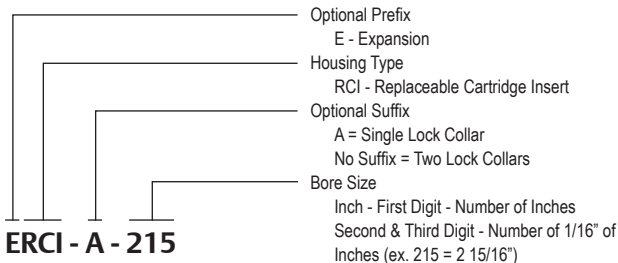 Optional Prefix
E - Expansion
Housing Type
RCI - Replaceable Cartridge Insert
Optional Suffix
A = Single Lock Collar
No Suffix = Two Lock Collars
Bore Size
Inch - First Digit - Number of Inches
Second & Third Digit - Number of 1/16” of
Inches (ex. 215 = 2 15/16”)
ERCI - A - 215